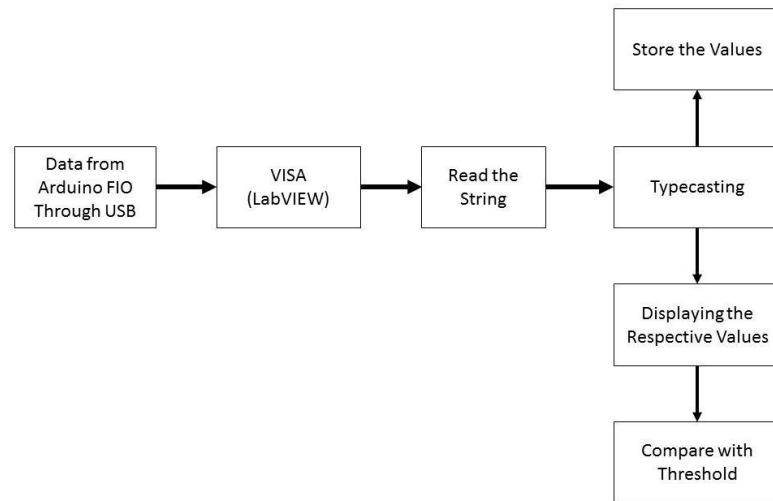 Store the Values
Data from
Arduino FIO
Through USB
VISA
(LabVIEW)
Read the
String
Typecasting
Displaying the
Respective Values
Compare with
Threshold